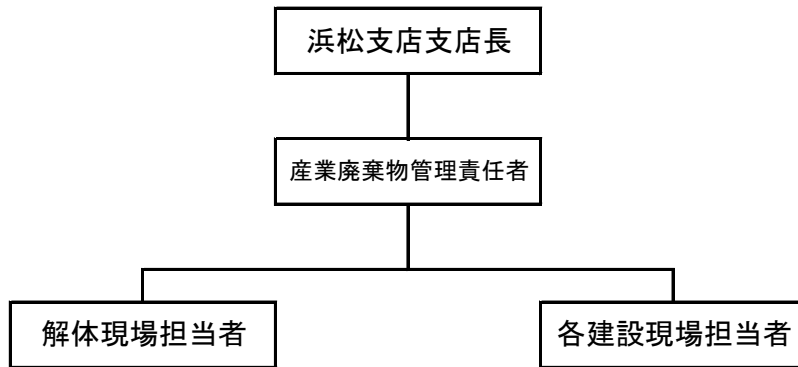 浜松支店支店長
産業廃棄物管理責任者
解体現場担当者
各建設現場担当者